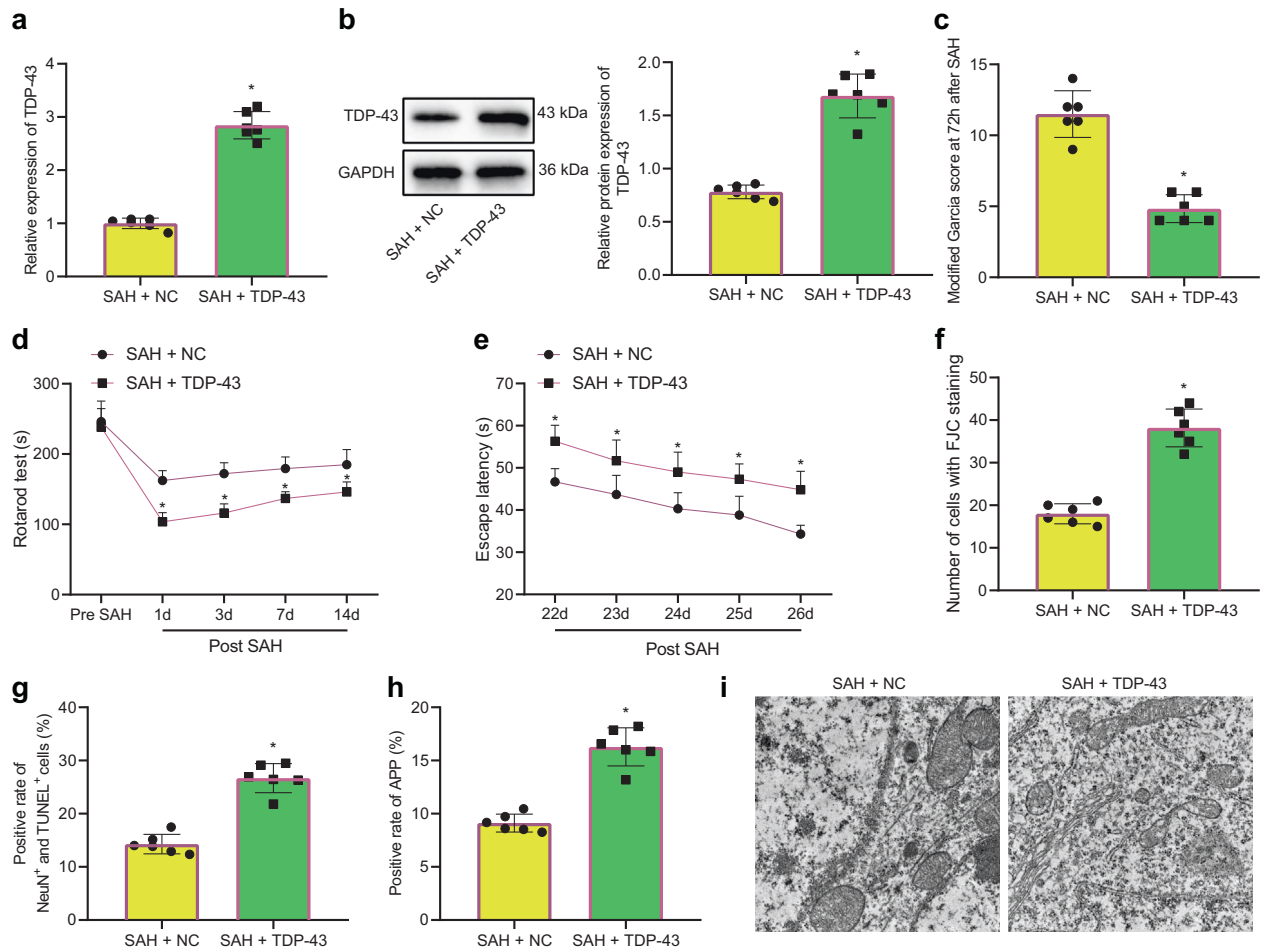 a
Relative expression of TDP-43
4
3
2
1
0
*
SAH + NC
SAH + TDP-43
b
TDP-43
43 kDa
GAPDH
36 kDa
SAH + NC
SAH + TDP-43
Relative protein expression of
TDP-43
2.0
1.5
1.0
0.5
0.0
*
SAH + NC
SAH + TDP-43
c
Modified Garcia score at 72h after SAH
15
10
5
0
*
SAH + NC
SAH + TDP-43
d
SAH + NC
SAH + TDP-43
Rotarod test (s)
300
200
100
0
*
*
*
*
Pre SAH
1d
3d
7d
14d
Post SAH
e
SAH + NC
SAH + TDP-43
Escape latency (s)
70
60
50
40
30
20
*
*
*
*
*
22d
23d
24d
25d
26d
Post SAH
f
Number of cells with FJC staining
50
40
30
20
10
0
*
SAH + NC
SAH + TDP-43
g
Positive rate of
NeuN⁺ and TUNEL⁺ cells (%)
40
30
20
10
0
*
SAH + NC
SAH + TDP-43
h
Positive rate of APP (%)
20
15
10
5
0
*
SAH + NC
SAH + TDP-43
i
SAH + NC
SAH + TDP-43